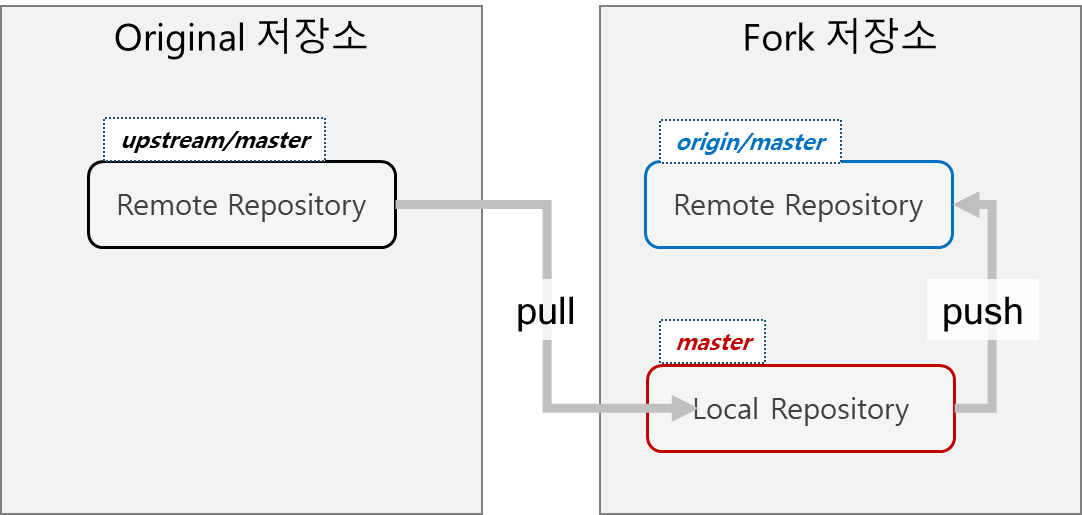 Original 저장소
upstream/master
Remote Repository
pull
Fork 저장소
origin/master
Remote Repository
push
master
Local Repository